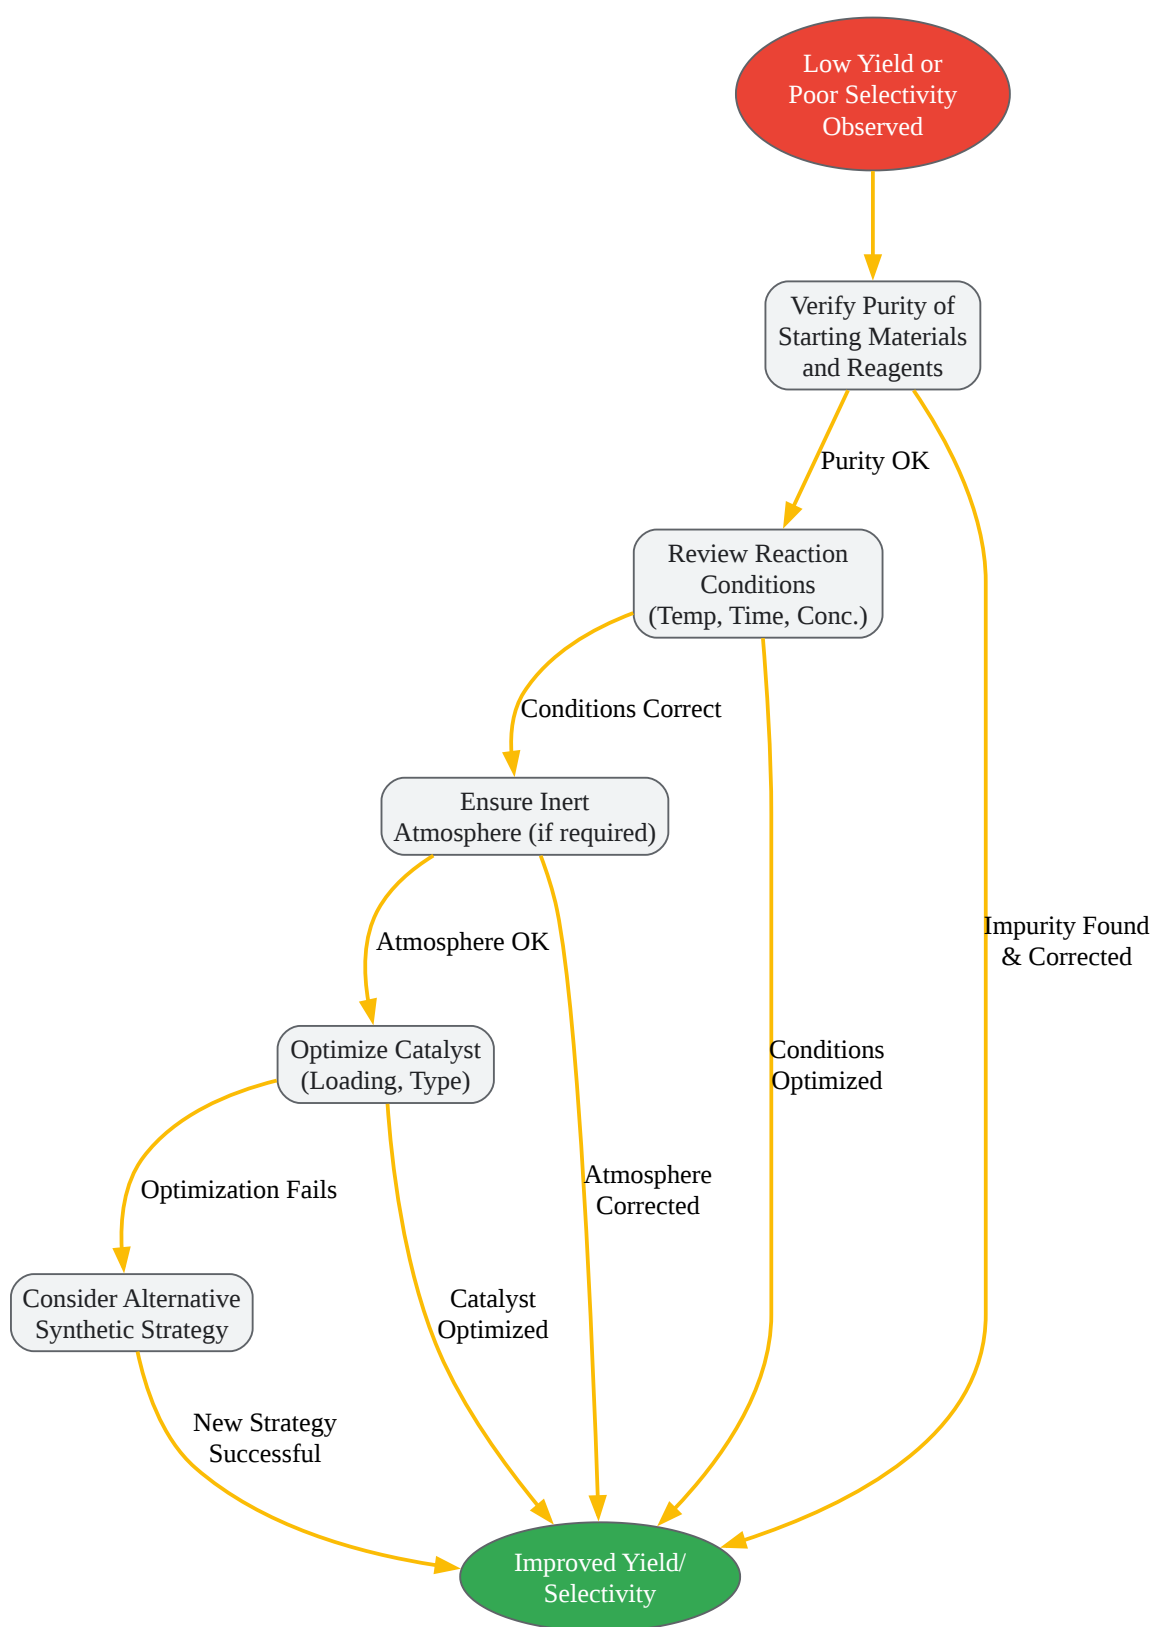 Low Yield or
Poor Selectivity
Observed
Verify Purity of
Starting Materials
and Reagents
Purity OK
Review Reaction
Conditions
(Temp, Time, Conc.)
Conditions Correct
Ensure Inert
Atmosphere (if required)
Impurity Found
& Corrected
Atmosphere OK
Optimize Catalyst
(Loading, Type)
Conditions
Optimized
Atmosphere
Corrected
Optimization Fails
Consider Alternative
Synthetic Strategy
Catalyst
Optimized
New Strategy
Successful
Improved Yield/
Selectivity